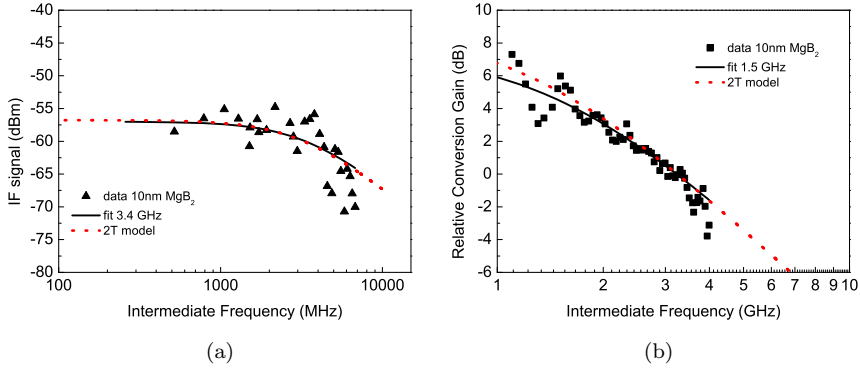 -40
-45
-50
-55
-60
-65
-70
-75
-80
IF signal (dBm)
data 10nm MgB₂
fit 3.4 GHz
2T model
100
1000
10000
Intermediate Frequency (MHz)
(a)
10
8
6
4
2
0
-2
-4
-6
Relative Conversion Gain (dB)
data 10nm MgB₂
fit 1.5 GHz
2T model
1
2
3
4
5
6
7
8
9
10
Intermediate Frequency (GHz)
(b)